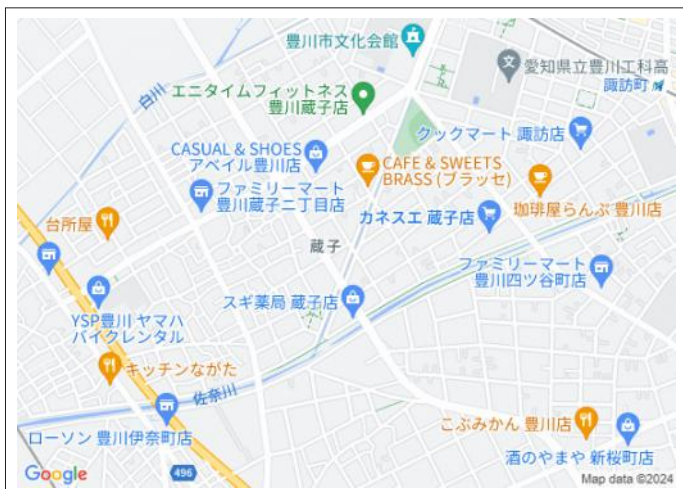 豊川市文化会館
愛知県立豊川工科高
諏訪町
白川
エニタイムフィットネス
豊川蔵子店
クックマート 諏訪店
CASUAL & SHOES
アベイル豊川店
CAFE & SWEETS
BRASS (ブラッセ)
ファミリーマート
豊川蔵子二丁目店
珈琲屋らんぷ 豊川店
カネスエ 蔵子店
台所屋
蔵子
ファミリーマート
豊川四ツ谷町店
スギ薬局 蔵子店
YSP豊川 ヤマハ
バイクレンタル
キッチンながた
佐奈川
ローソン 豊川伊奈町店
こぶみかん 豊川店
酒のやまや 新桜町店
496
Google
Map data ©2024